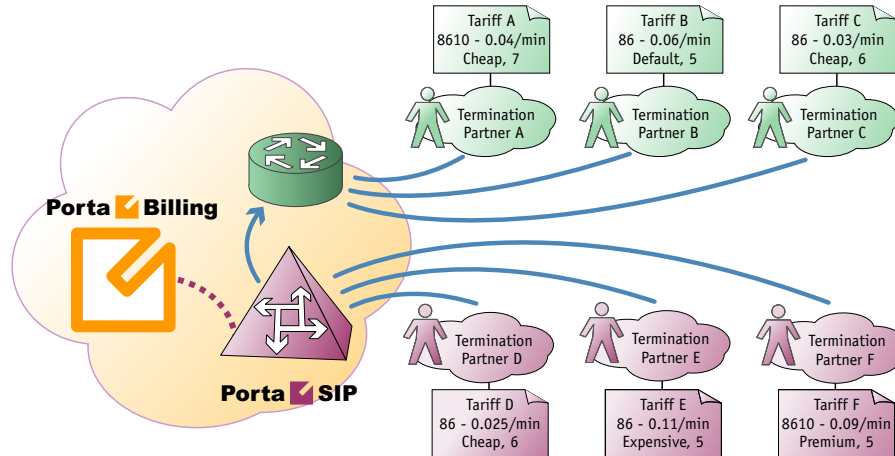 Tariff A
8610 - 0.04/min
Cheap, 7
Tariff B
86 - 0.06/min
Default, 5
Tariff C
86 - 0.03/min
Cheap, 6
Termination
Partner A
Termination
Partner B
Termination
Partner C
Porta Billing
Porta SIP
Termination
Partner D
Termination
Partner E
Termination
Partner F
Tariff D
86 - 0.025/min
Cheap, 6
Tariff E
86 - 0.11/min
Expensive, 5
Tariff F
8610 - 0.09/min
Premium, 5